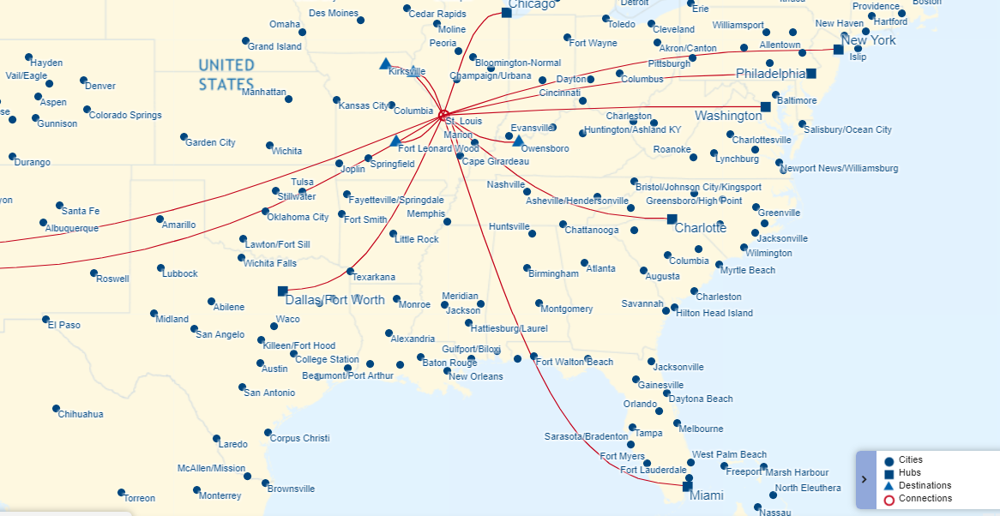 Chicago
Detroit
Erie
Providence
Boston
Des Moines
Cedar Rapids
Hartford
Omaha
Moline
Toledo
Cleveland
Williamsport
New Haven
Grand Island
Peoria
Fort Wayne
Akron/Canton
Allentown
New York
Islip
Hayden
UNITED
STATES
Kirksville
Bloomington-Normal
Pittsburgh
Vail/Eagle
Denver
Champaign/Urbana
Dayton
Columbus
Philadelphia
Manhattan
Cincinnati
Aspen
Kansas City
Columbia
Baltimore
se
Colorado Springs
Gunnison
St. Louis
Charleston
Washington
Evansville
Huntington/Ashland KY
Salisbury/Ocean City
Marion
Garden City
Wichita
Fort Leonard Wood
Owensboro
Charlottesville
Roanoke
Lynchburg
Durango
Joplin
Springfield
Cape Girardeau
Newport News/Williamsburg
Tulsa
Nashville
Bristol/Johnson City/Kingsport
yon
Stillwater
Fayetteville/Springdale
Asheville/Hendersonville
Greensboro/High Point
Santa Fe
Memphis
Greenville
Albuquerque
Amarillo
Oklahoma City
Fort Smith
Huntsville
Chattanooga
Charlotte
Little Rock
Jacksonville
Lawton/Fort Sill
Wilmington
Wichita Falls
Columbia
Roswell
Lubbock
Texarkana
Birmingham
Atlanta
Augusta
Myrtle Beach
Dallas/Fort Worth
Meridian
Charleston
Abilene
Monroe
Jackson
Montgomery
Savannah
Hilton Head Island
El Paso
Midland
Waco
San Angelo
Hattiesburg/Laurel
Alexandria
Killeen/Fort Hood
Gulfport/Biloxi
College Station
Baton Rouge
Fort Walton Beach
Austin
Beaumont/Port Arthur
New Orleans
Jacksonville
San Antonio
Gainesville
Daytona Beach
Orlando
Chihuahua
Melbourne
Tampa
Sarasota/Bradenton
Laredo
Corpus Christi
Fort Myers
West Palm Beach
McAllen/Mission
Fort Lauderdale
Freeport
Marsh Harbour
Brownsville
North Eleuthera
Torreon
Monterrey
Miami
Nassau
Cities
Hubs
Destinations
Connections